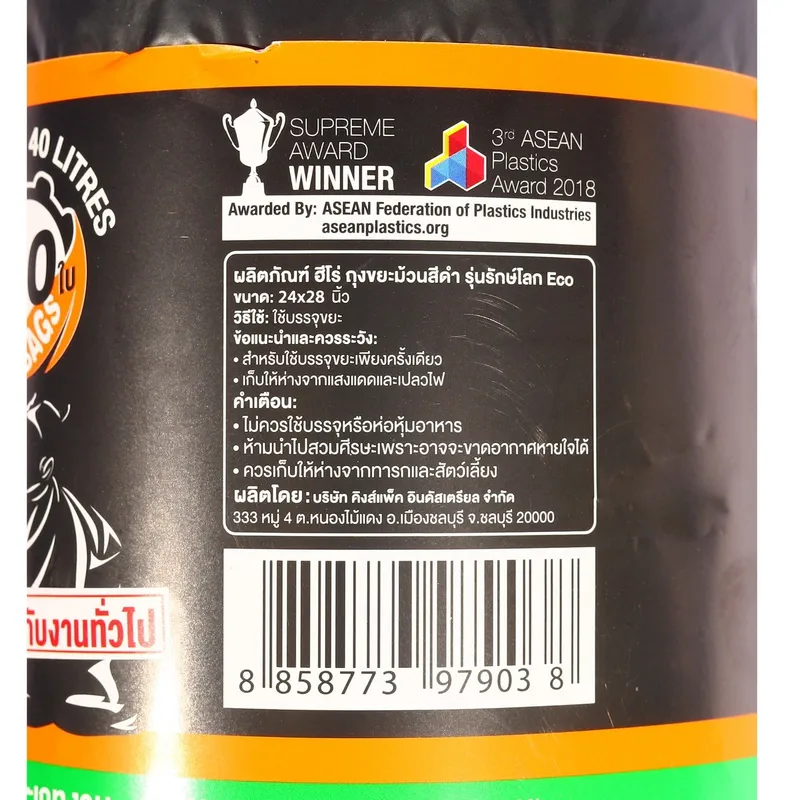 40 LITRES
ใบ
BAGS
SUPREME
AWARD
WINNER
3rd ASEAN
Plastics
Award 2018
Awarded By: ASEAN Federation of Plastics Industries
aseanplastics.org
ผลิตภัณฑ์ ฮีโร่ ถุงขยะม้วนสีดำ รุ่นรักษ์โลก Eco
ขนาด: 24x28 นิ้ว
วิธีใช้: ใช้บรรจุขยะ
ข้อแนะนำและควรระวัง:
• สำหรับใช้บรรจุขยะเพียงครั้งเดียว
• เก็บให้ห่างจากแสงแดดและเปลวไฟ
คำเตือน:
• ไม่ควรใช้บรรจุหรือห่อหุ้มอาหาร
• ห้ามนำไปสวมศีรษะเพราะอาจจะขาดอากาศหายใจได้
• ควรเก็บให้ห่างจากทารกและสัตว์เลี้ยง
ผลิตโดย : บริษัท คิงส์แพ็ค อินดัสเตรียล จำกัด
333 หมู่ 4 ต.หนองไม้แดง อ.เมืองชลบุรี จ.ชลบุรี 20000
กับงานทั่วไป
8 858773 979038